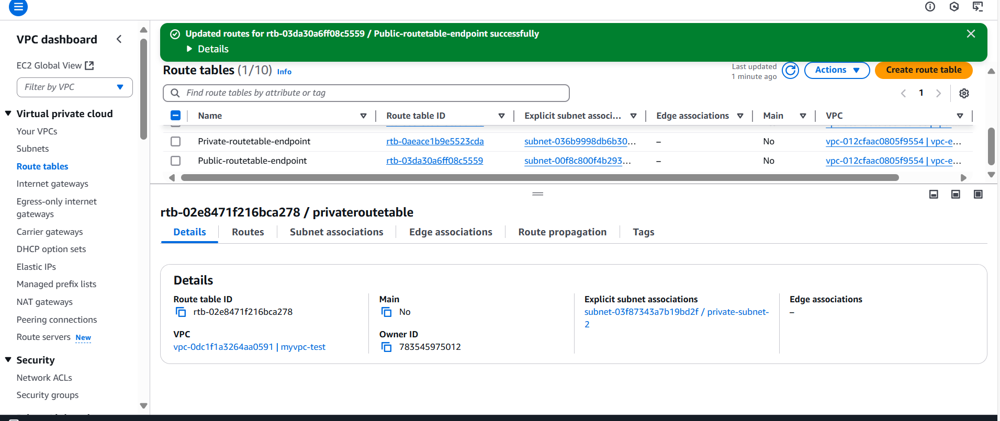 Updated routes for rtb-03da30a6ff08c5559 / Public-routetable-endpoint successfully
Details
VPC dashboard
EC2 Global View
Filter by VPC
Virtual private cloud
Your VPCs
Subnets
Route tables
Internet gateways
Egress-only internet
gateways
Carrier gateways
DHCP option sets
Elastic IPs
Managed prefix lists
NAT gateways
Peering connections
Route servers New
Security
Network ACLs
Security groups
Route tables (1/10) Info
Last updated
1 minute ago
Actions
Create route table
Find route tables by attribute or tag
1
Name Route table ID Explicit subnet associ... Edge associations Main VPC
Private-routetable-endpoint rtb-0aeace1b9e5523cda subnet-036b9998db6b30... – No vpc-012cfaac0805f9554 | vpc-e...
Public-routetable-endpoint rtb-03da30a6ff08c5559 subnet-00f8c800f4b293... – No vpc-012cfaac0805f9554 | vpc-e...
rtb-02e8471f216bca278 / privateroutetable
Details Routes Subnet associations Edge associations Route propagation Tags
Details
Route table ID
rtb-02e8471f216bca278
Main
No
Explicit subnet associations
subnet-03f87343a7b19bd2f / private-subnet-
2
Edge associations
–
VPC
vpc-0dc1f1a3264aa0591 | myvpc-test
Owner ID
783545975012